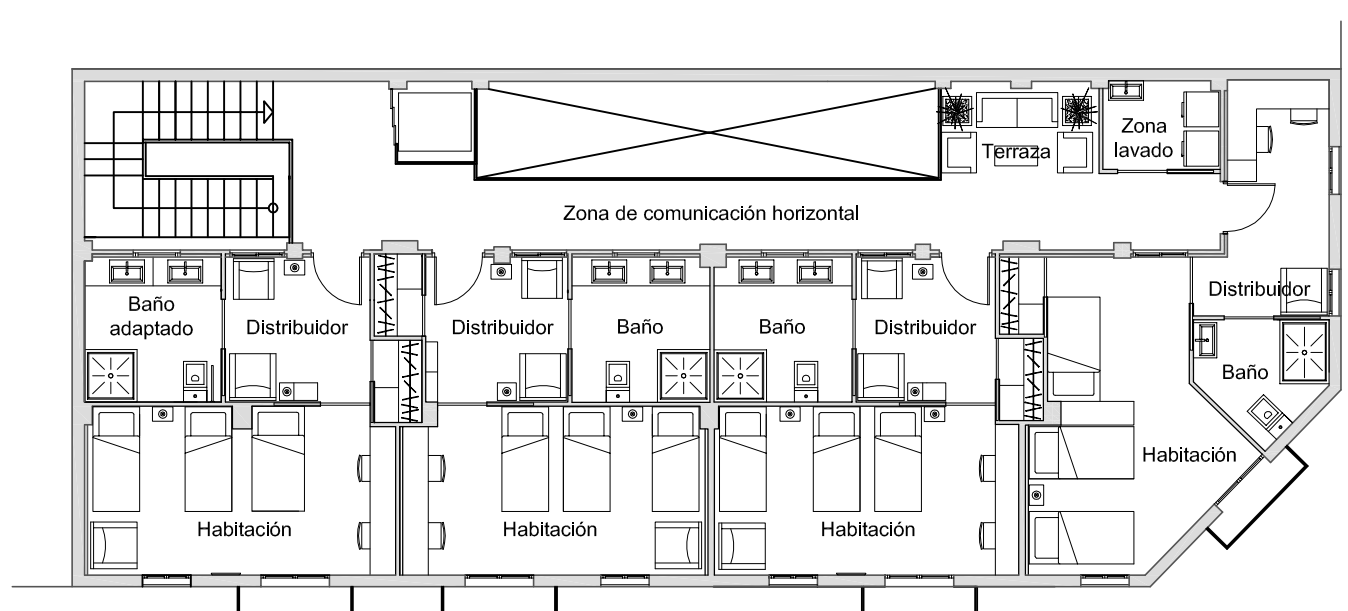 Zona
lavado
Terraza
Zona de comunicación horizontal
Baño
adaptado
Distribuidor
Distribuidor
Baño
Baño
Distribuidor
Distribuidor
Baño
Habitación
Habitación
Habitación
Habitación